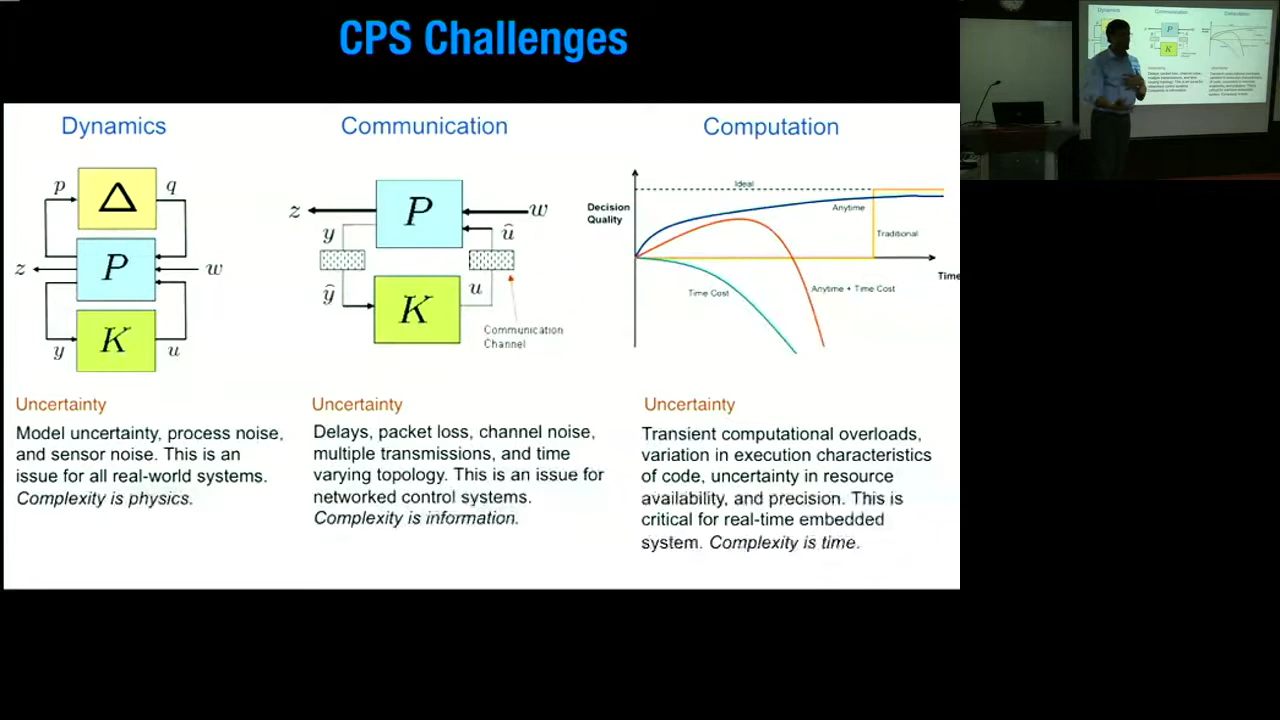 CPS Challenges
Dynamics
p
Δ
q
z
P
w
y
K
u
Uncertainty
Model uncertainty, process noise,
and sensor noise. This is an
issue for all real-world systems.
Complexity is physics.
Communication
z
P
w
y
û
ŷ
K
u
Communication
Channel
Uncertainty
Delays, packet loss, channel noise,
multiple transmissions, and time
varying topology. This is an issue for
networked control systems.
Complexity is information.
Computation
Ideal
Decision
Quality
Anytime
Traditional
Time
Time Cost
Anytime + Time Cost
Uncertainty
Transient computational overloads,
variation in execution characteristics
of code, uncertainty in resource
availability, and precision. This is
critical for real-time embedded
system. Complexity is time.
Dynamics
Communication
Computation
P
K